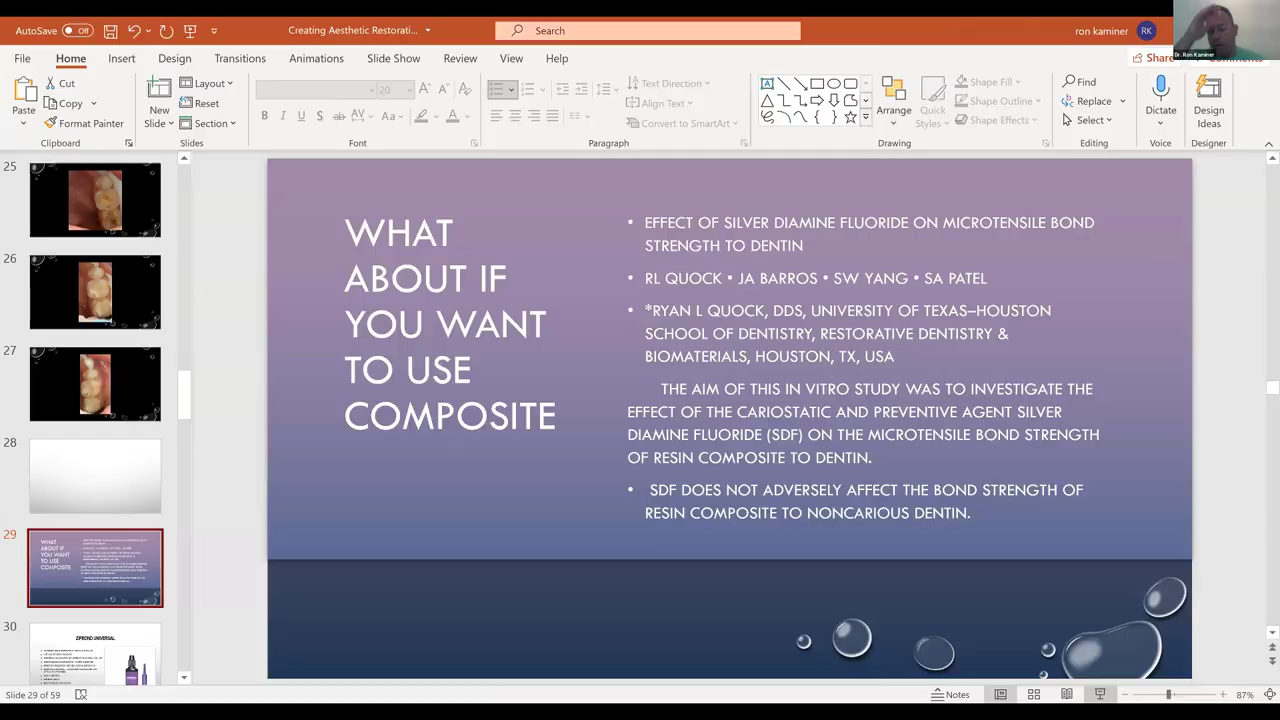 AutoSave Off
Creating Aesthetic Restorati...
Search
ron kaminer
RK
Dr. Ron Kaminer
File
Home
Insert
Design
Transitions
Animations
Slide Show
Review
View
Help
Share
Paste
Cut
Copy
Format Painter
Clipboard
New
Slide
Layout
Reset
Section
Slides
20
Font
Text Direction
Align Text
Convert to SmartArt
Paragraph
Arrange
Quick
Styles
Shape Fill
Shape Outline
Shape Effects
Drawing
Find
Replace
Select
Editing
Dictate
Voice
Design
Ideas
Designer
25
26
27
28
29
30
ZIPBOND UNIVERSAL
WHAT
ABOUT IF
YOU WANT
TO USE
COMPOSITE
• EFFECT OF SILVER DIAMINE FLUORIDE ON MICROTENSILE BOND
STRENGTH TO DENTIN
• RL QUOCK • JA BARROS • SW YANG • SA PATEL
• *RYAN L QUOCK, DDS, UNIVERSITY OF TEXAS–HOUSTON
SCHOOL OF DENTISTRY, RESTORATIVE DENTISTRY &
BIOMATERIALS, HOUSTON, TX, USA
THE AIM OF THIS IN VITRO STUDY WAS TO INVESTIGATE THE
EFFECT OF THE CARIOSTATIC AND PREVENTIVE AGENT SILVER
DIAMINE FLUORIDE (SDF) ON THE MICROTENSILE BOND STRENGTH
OF RESIN COMPOSITE TO DENTIN.
• SDF DOES NOT ADVERSELY AFFECT THE BOND STRENGTH OF
RESIN COMPOSITE TO NONCARIOUS DENTIN.
Slide 29 of 59
Notes
87%